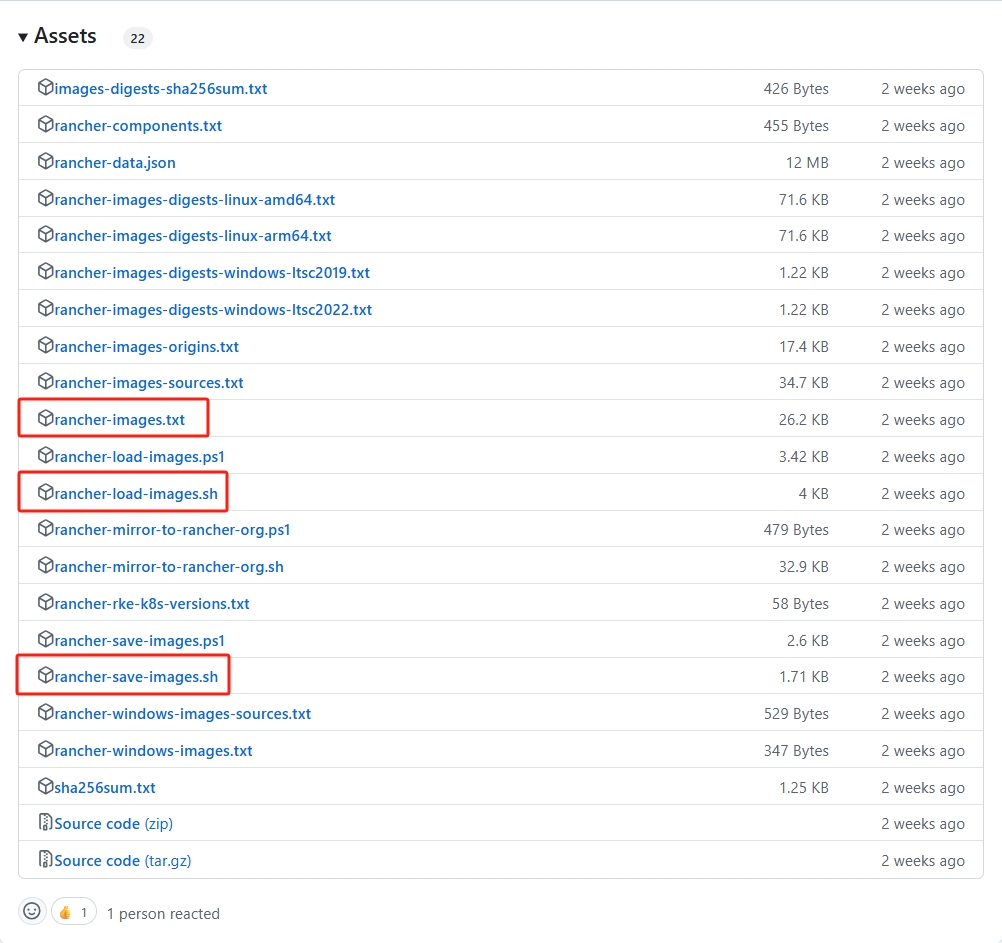 Assets 22
images-digests-sha256sum.txt 426 Bytes 2 weeks ago
rancher-components.txt 455 Bytes 2 weeks ago
rancher-data.json 12 MB 2 weeks ago
rancher-images-digests-linux-amd64.txt 71.6 KB 2 weeks ago
rancher-images-digests-linux-arm64.txt 71.6 KB 2 weeks ago
rancher-images-digests-windows-ltsc2019.txt 1.22 KB 2 weeks ago
rancher-images-digests-windows-ltsc2022.txt 1.22 KB 2 weeks ago
rancher-images-origins.txt 17.4 KB 2 weeks ago
rancher-images-sources.txt 34.7 KB 2 weeks ago
rancher-images.txt 26.2 KB 2 weeks ago
rancher-load-images.ps1 3.42 KB 2 weeks ago
rancher-load-images.sh 4 KB 2 weeks ago
rancher-mirror-to-rancher-org.ps1 479 Bytes 2 weeks ago
rancher-mirror-to-rancher-org.sh 32.9 KB 2 weeks ago
rancher-rke-k8s-versions.txt 58 Bytes 2 weeks ago
rancher-save-images.ps1 2.6 KB 2 weeks ago
rancher-save-images.sh 1.71 KB 2 weeks ago
rancher-windows-images-sources.txt 529 Bytes 2 weeks ago
rancher-windows-images.txt 347 Bytes 2 weeks ago
sha256sum.txt 1.25 KB 2 weeks ago
Source code (zip) 2 weeks ago
Source code (tar.gz) 2 weeks ago
👍 1 1 person reacted